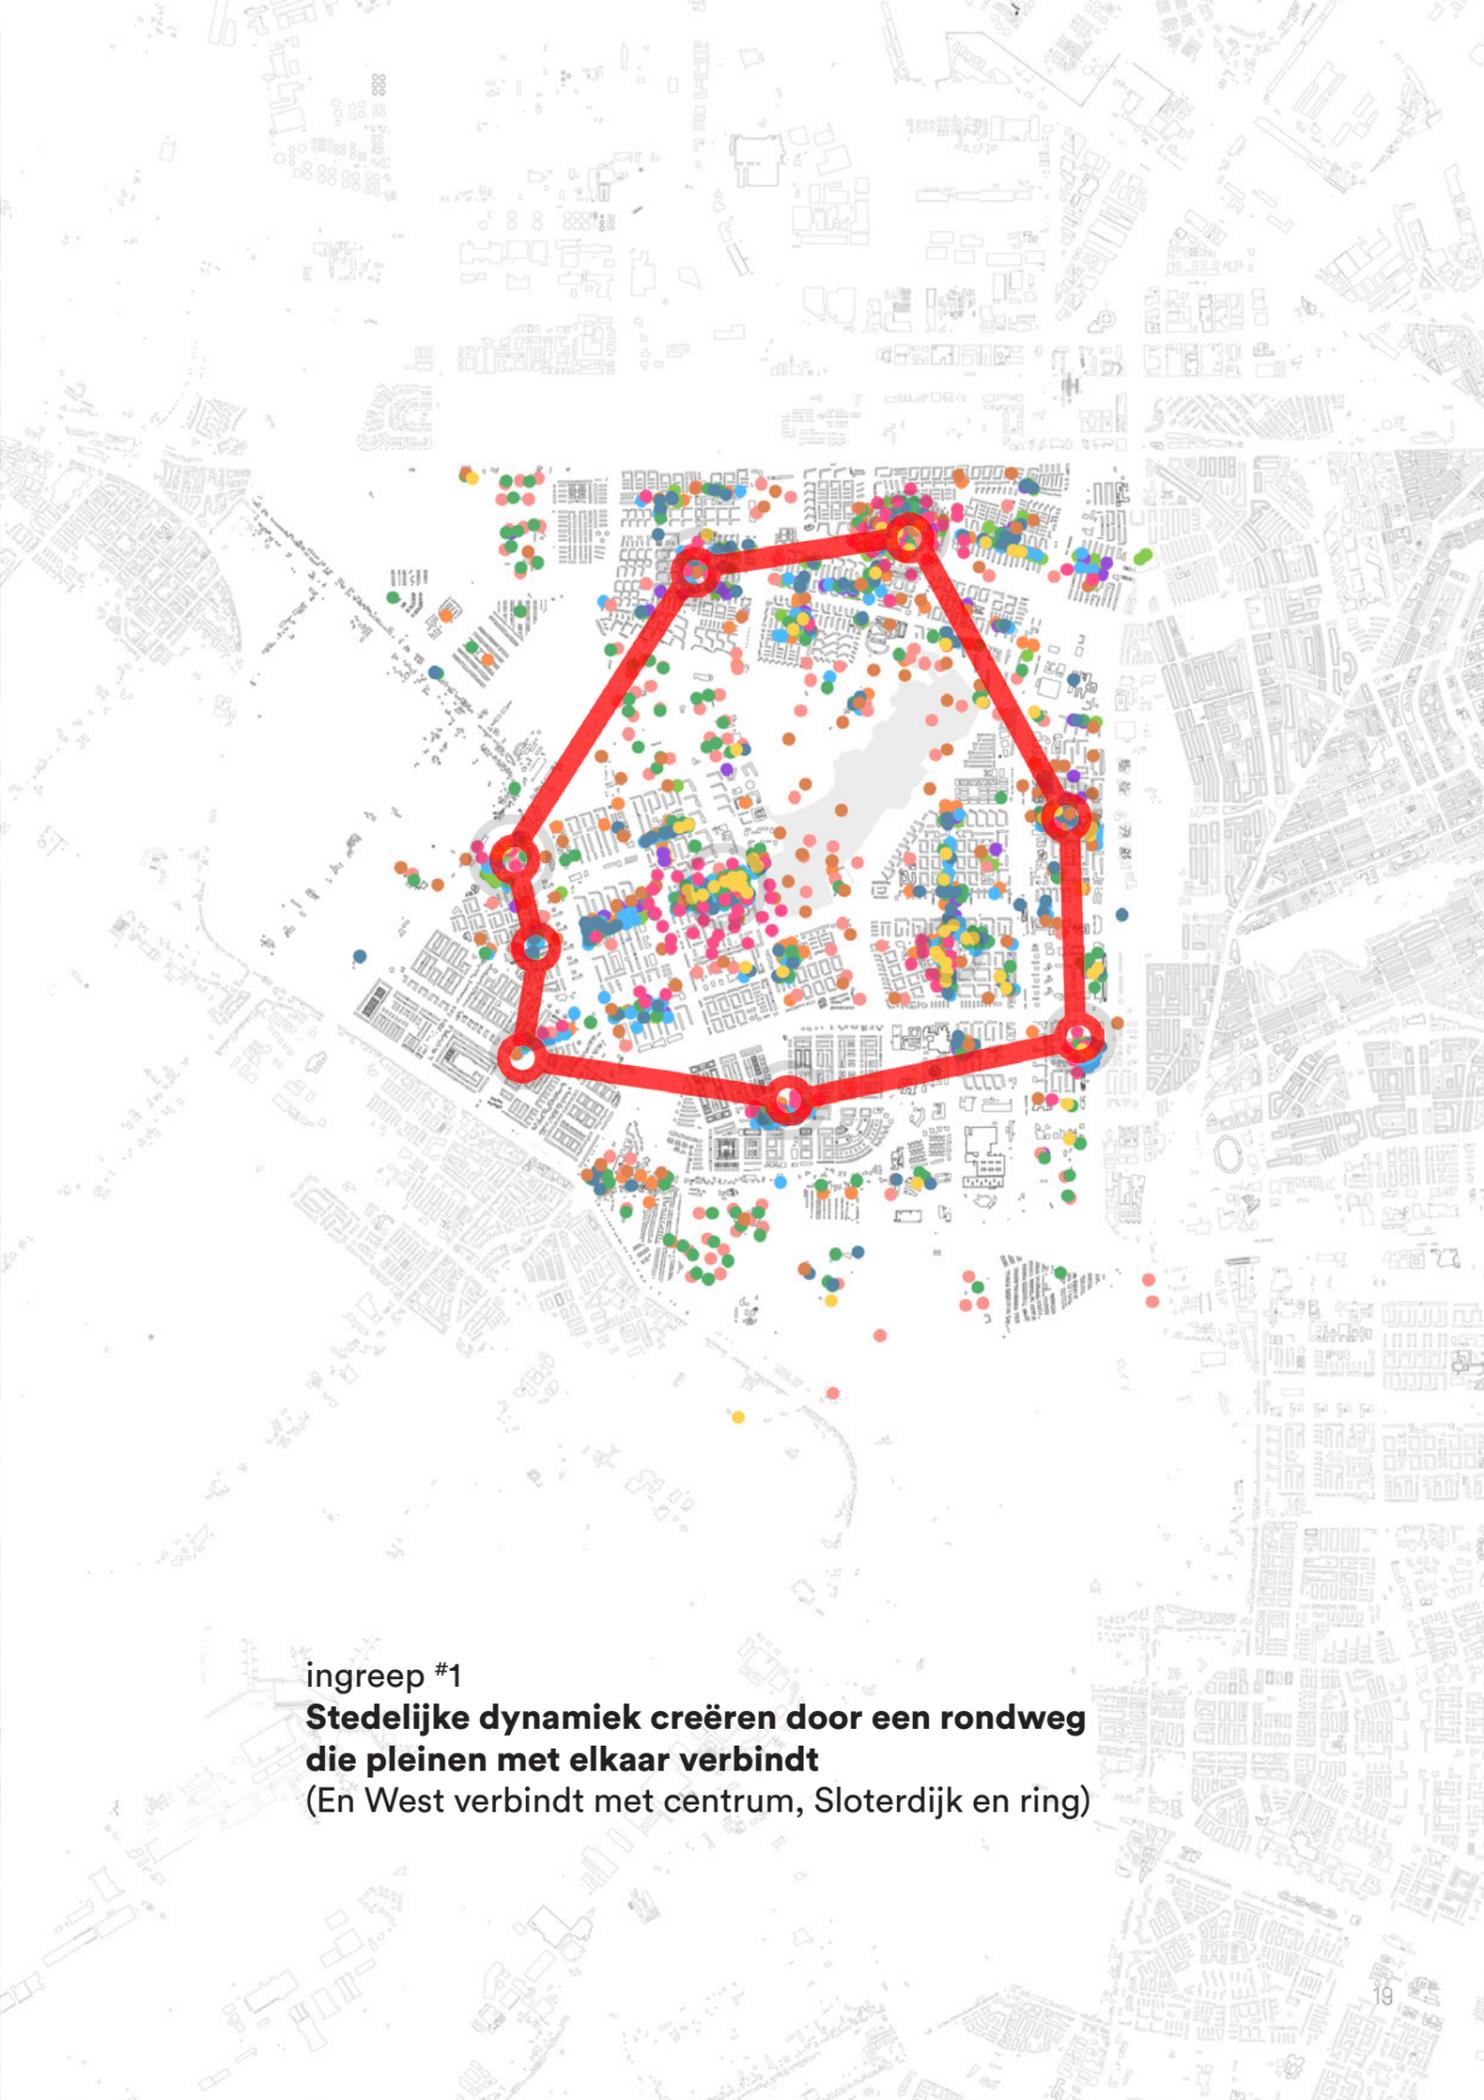 ingreep #1
Stedelijke dynamiek creëren door een rondweg
die pleinen met elkaar verbindt
(En West verbindt met centrum, Sloterdijk en ring)
19